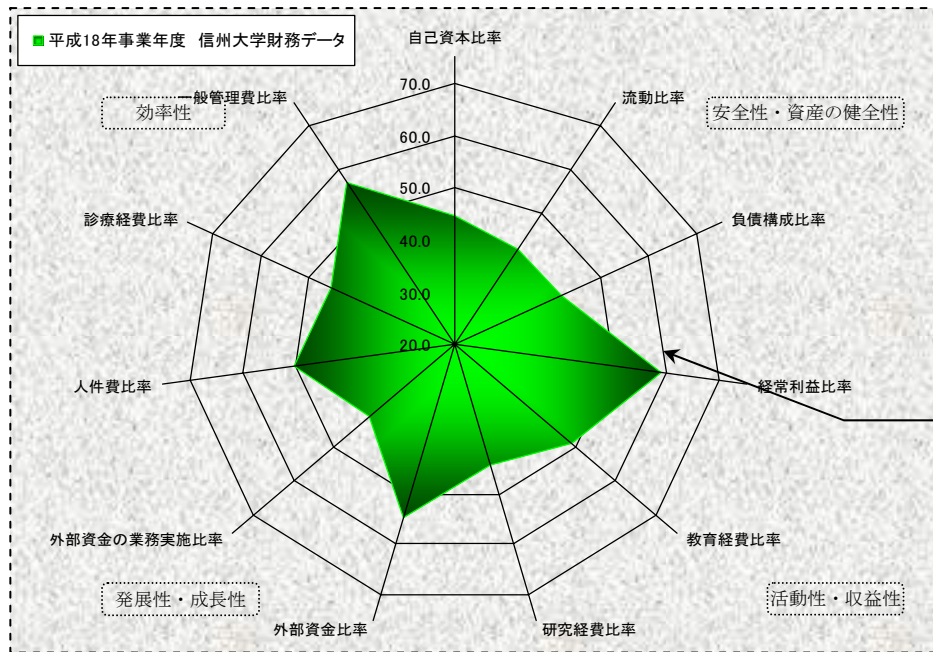 平成18年事業年度　信州大学財務データ
自己資本比率
流動比率
負債構成比率
経常利益比率
教育経費比率
研究経費比率
外部資金比率
外部資金の業務実施比率
人件費比率
診療経費比率
一般管理費比率
効率性
安全性・資産の健全性
発展性・成長性
活動性・収益性
70.0
60.0
50.0
40.0
30.0
20.0